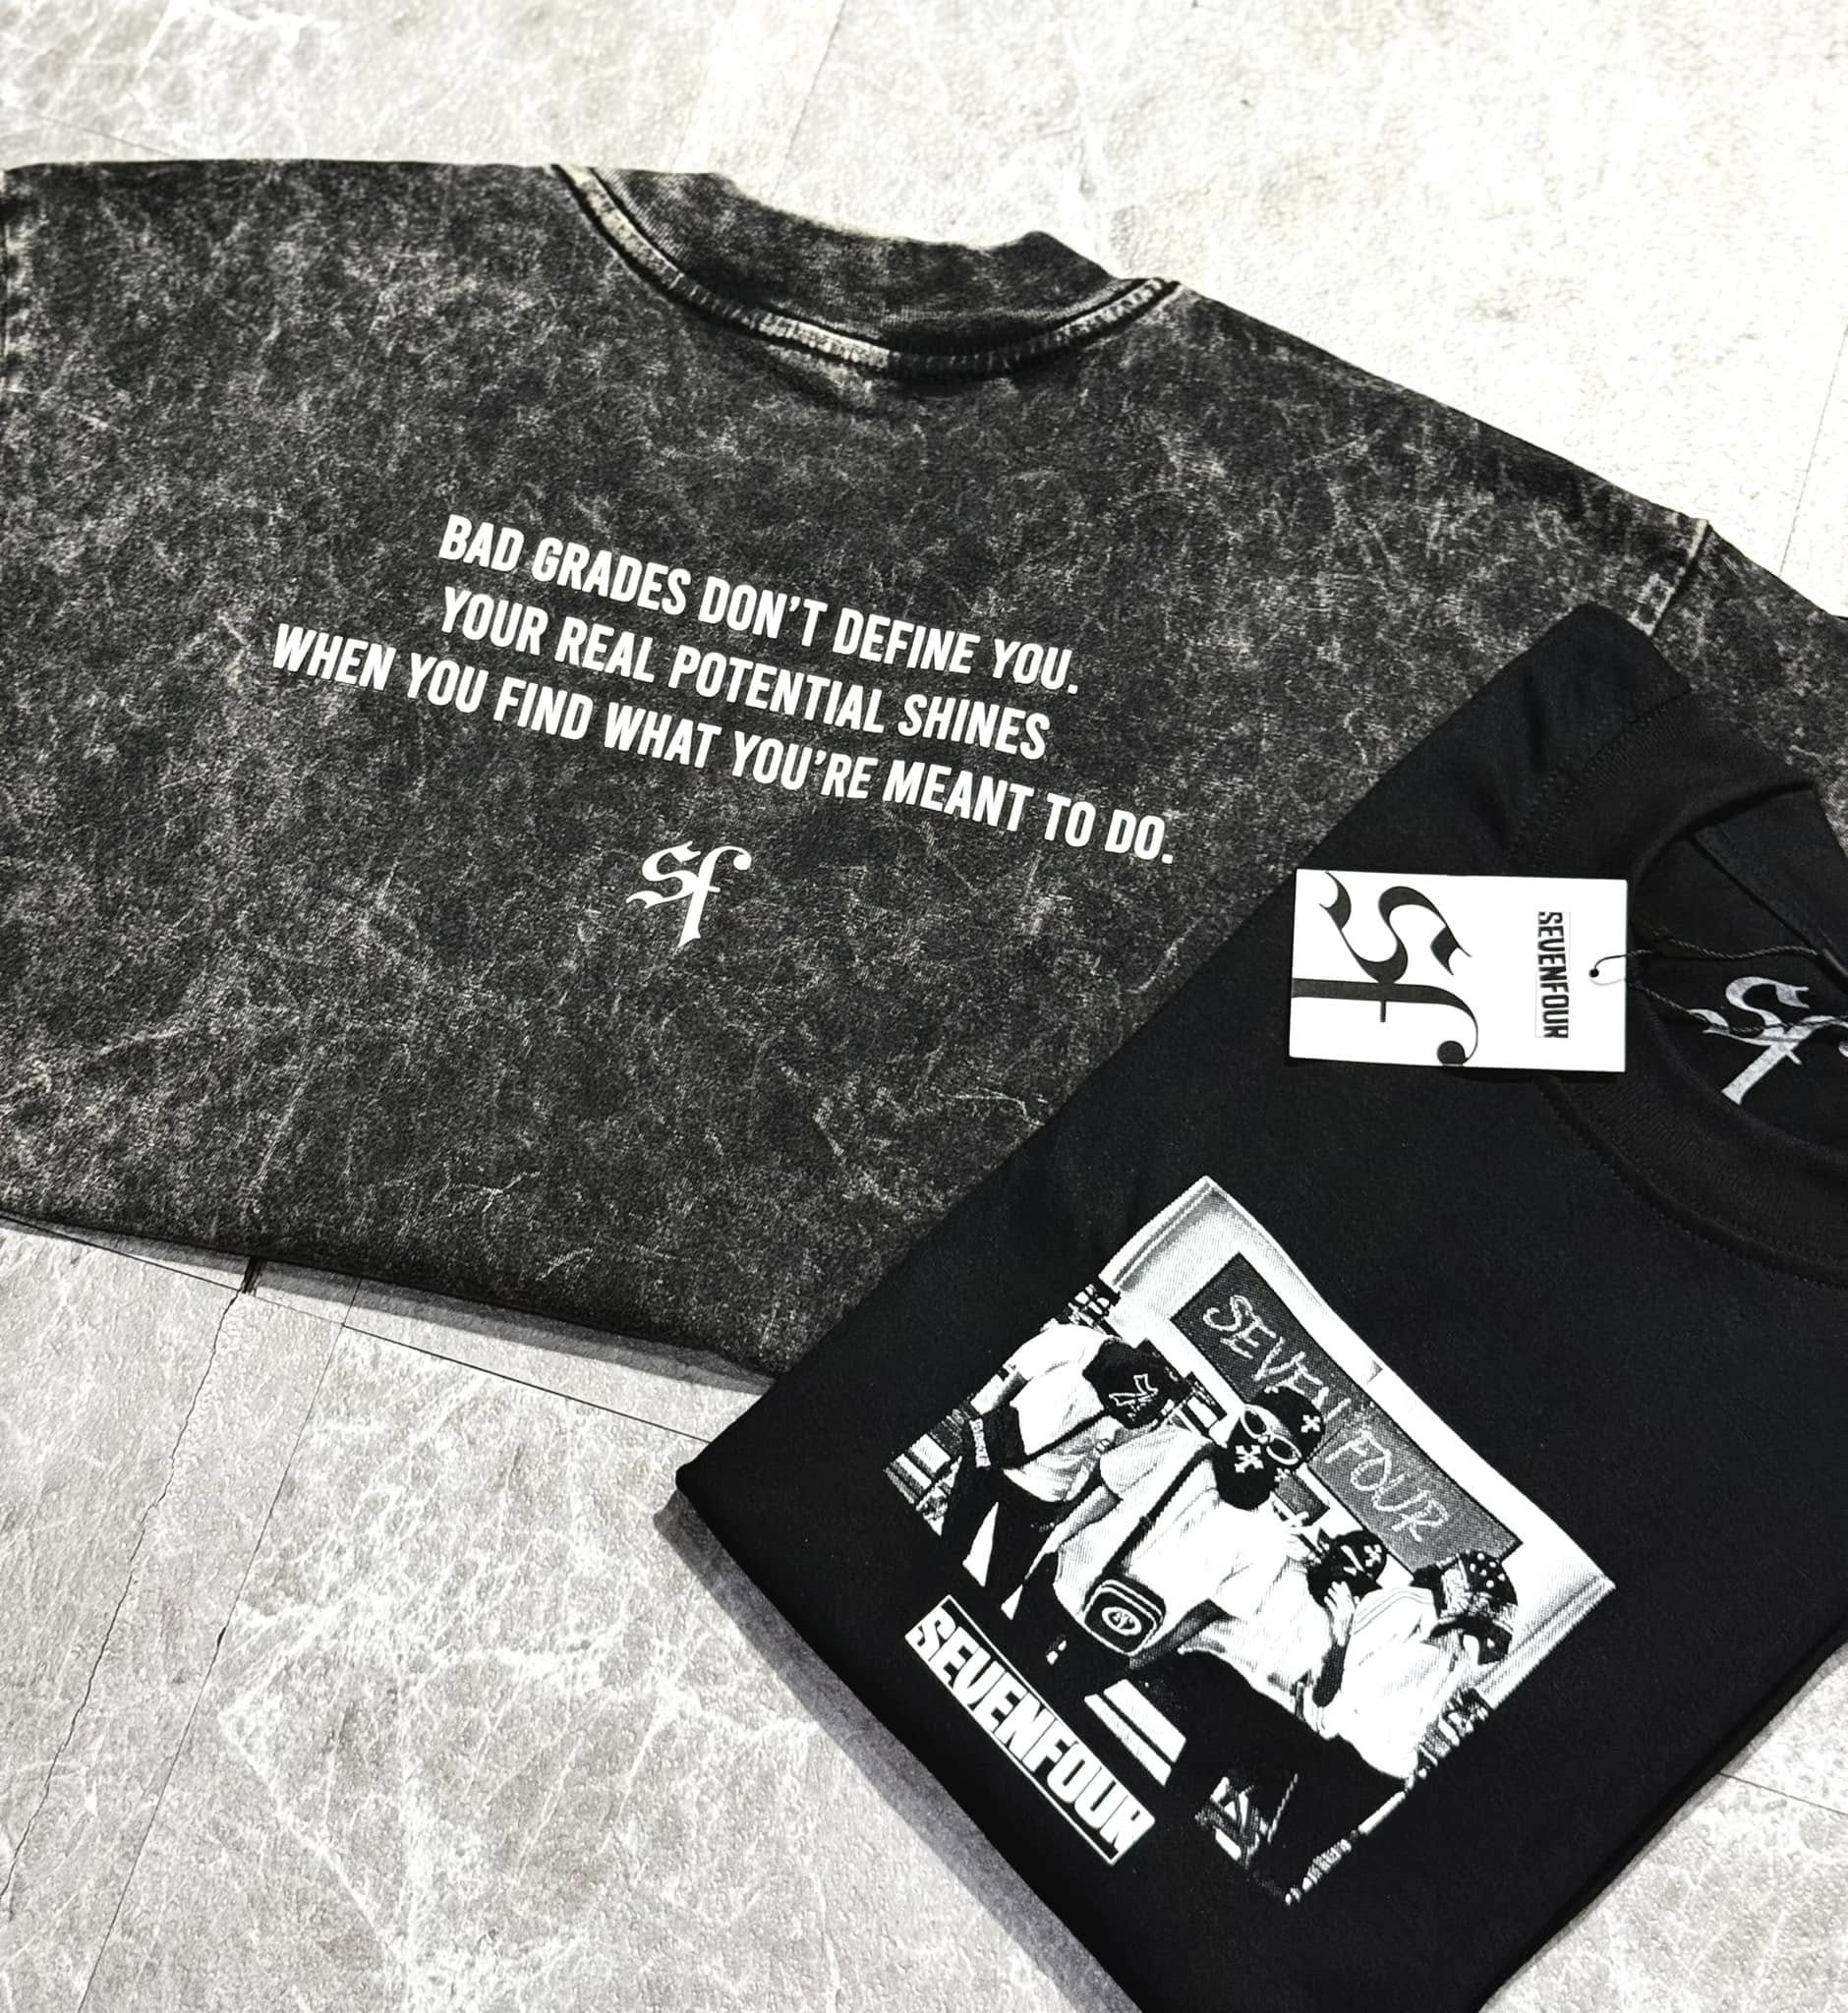 BAD GRADES DON'T DEFINE YOU.
YOUR REAL POTENTIAL SHINES
WHEN YOU FIND WHAT YOU'RE MEANT TO DO.
sf
sf
SEVENFOUR
sf
SEVEN FOUR
SEVENFOUR